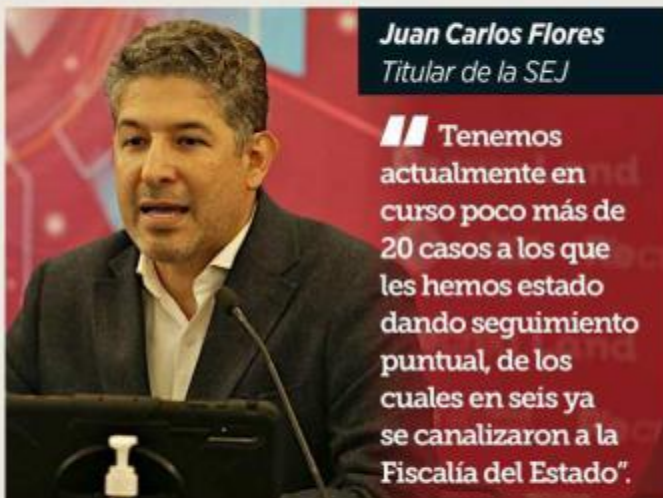 Juan Carlos Flores
Titular de la SEJ
"Tenemos
actualmente en
curso poco más de
20 casos a los que
les hemos estado
dando seguimiento
puntual, de los
cuales en seis ya
se canalizaron a la
Fiscalía del Estado".